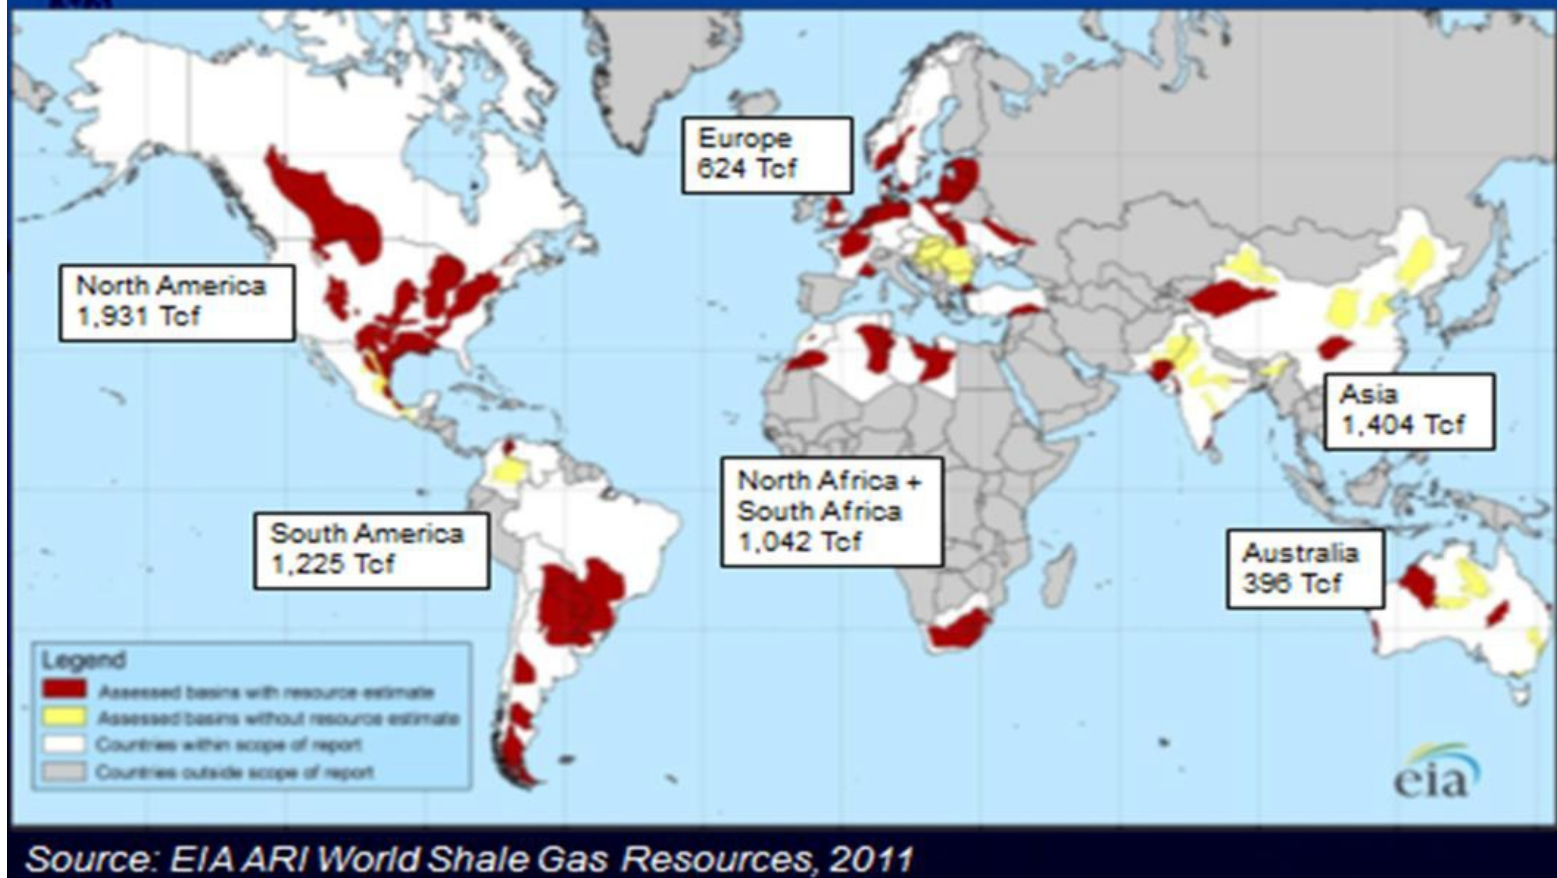 Europe
624 Tcf
North America
1,931 Tcf
Asia
1,404 Tcf
North Africa +
South Africa
1,042 Tcf
South America
1,225 Tcf
Australia
396 Tcf
Legend
Assessed basins with resource estimate
Assessed basins without resource estimate
Countries within scope of report
Countries outside scope of report
eia
Source: EIA ARI World Shale Gas Resources, 2011